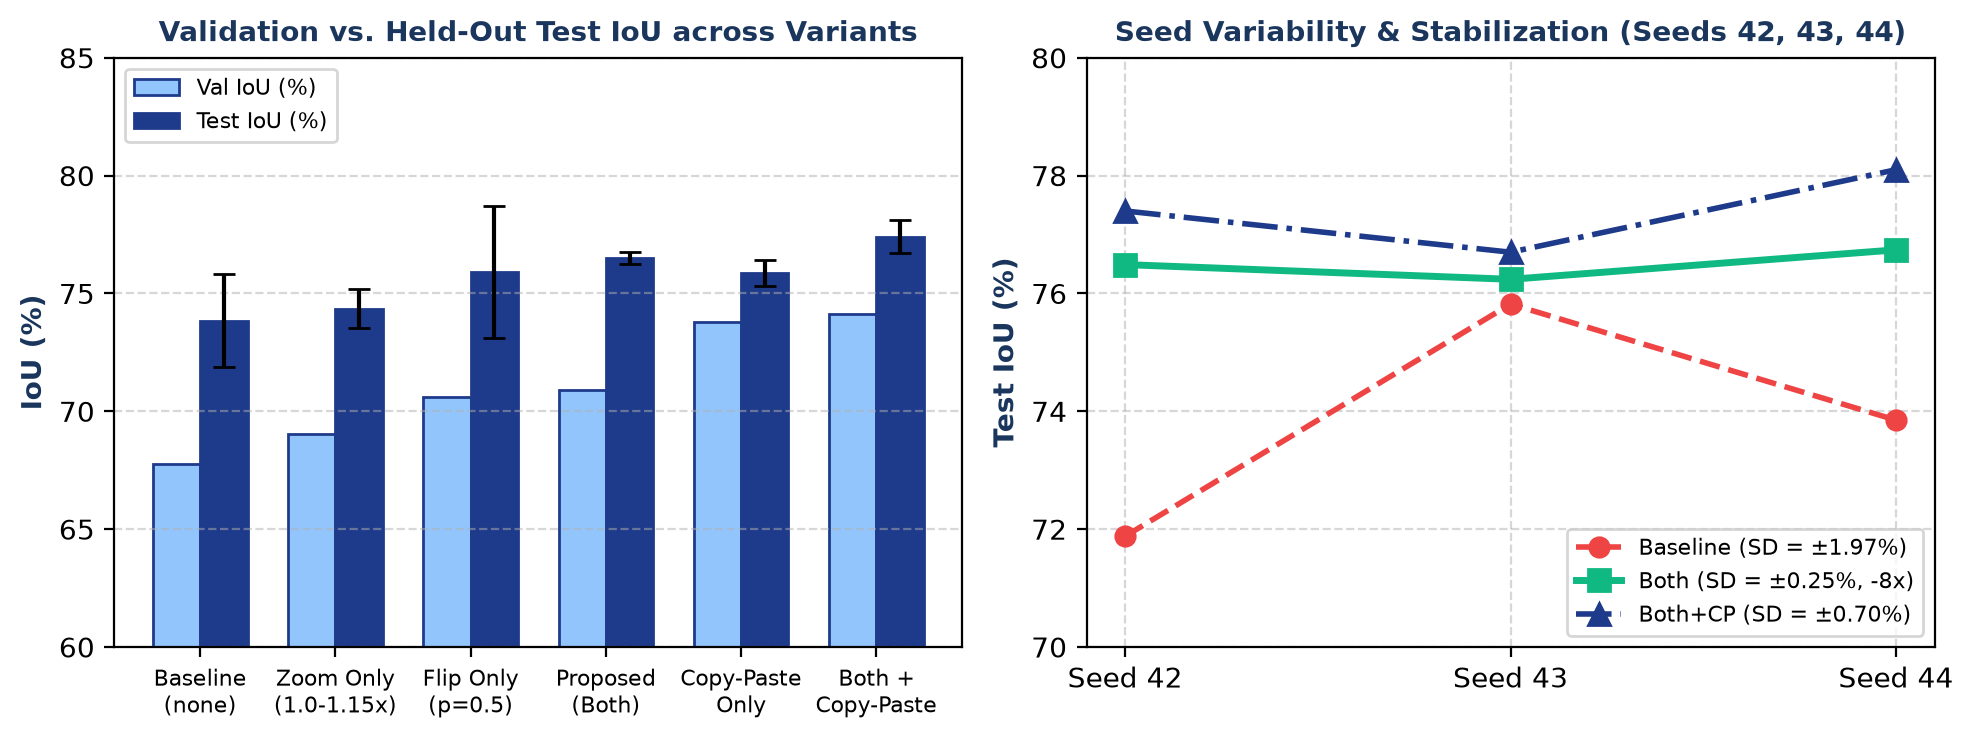 Validation vs. Held-Out Test IoU across Variants
Val IoU (%)
Test IoU (%)
IoU (%)
85
80
75
70
65
60
Baseline
(none)
Zoom Only
(1.0-1.15x)
Flip Only
(p=0.5)
Proposed
(Both)
Copy-Paste
Only
Both +
Copy-Paste
Seed Variability & Stabilization (Seeds 42, 43, 44)
Test IoU (%)
80
78
76
74
72
70
Baseline (SD = ±1.97%)
Both (SD = ±0.25%, -8x)
Both+CP (SD = ±0.70%)
Seed 42
Seed 43
Seed 44